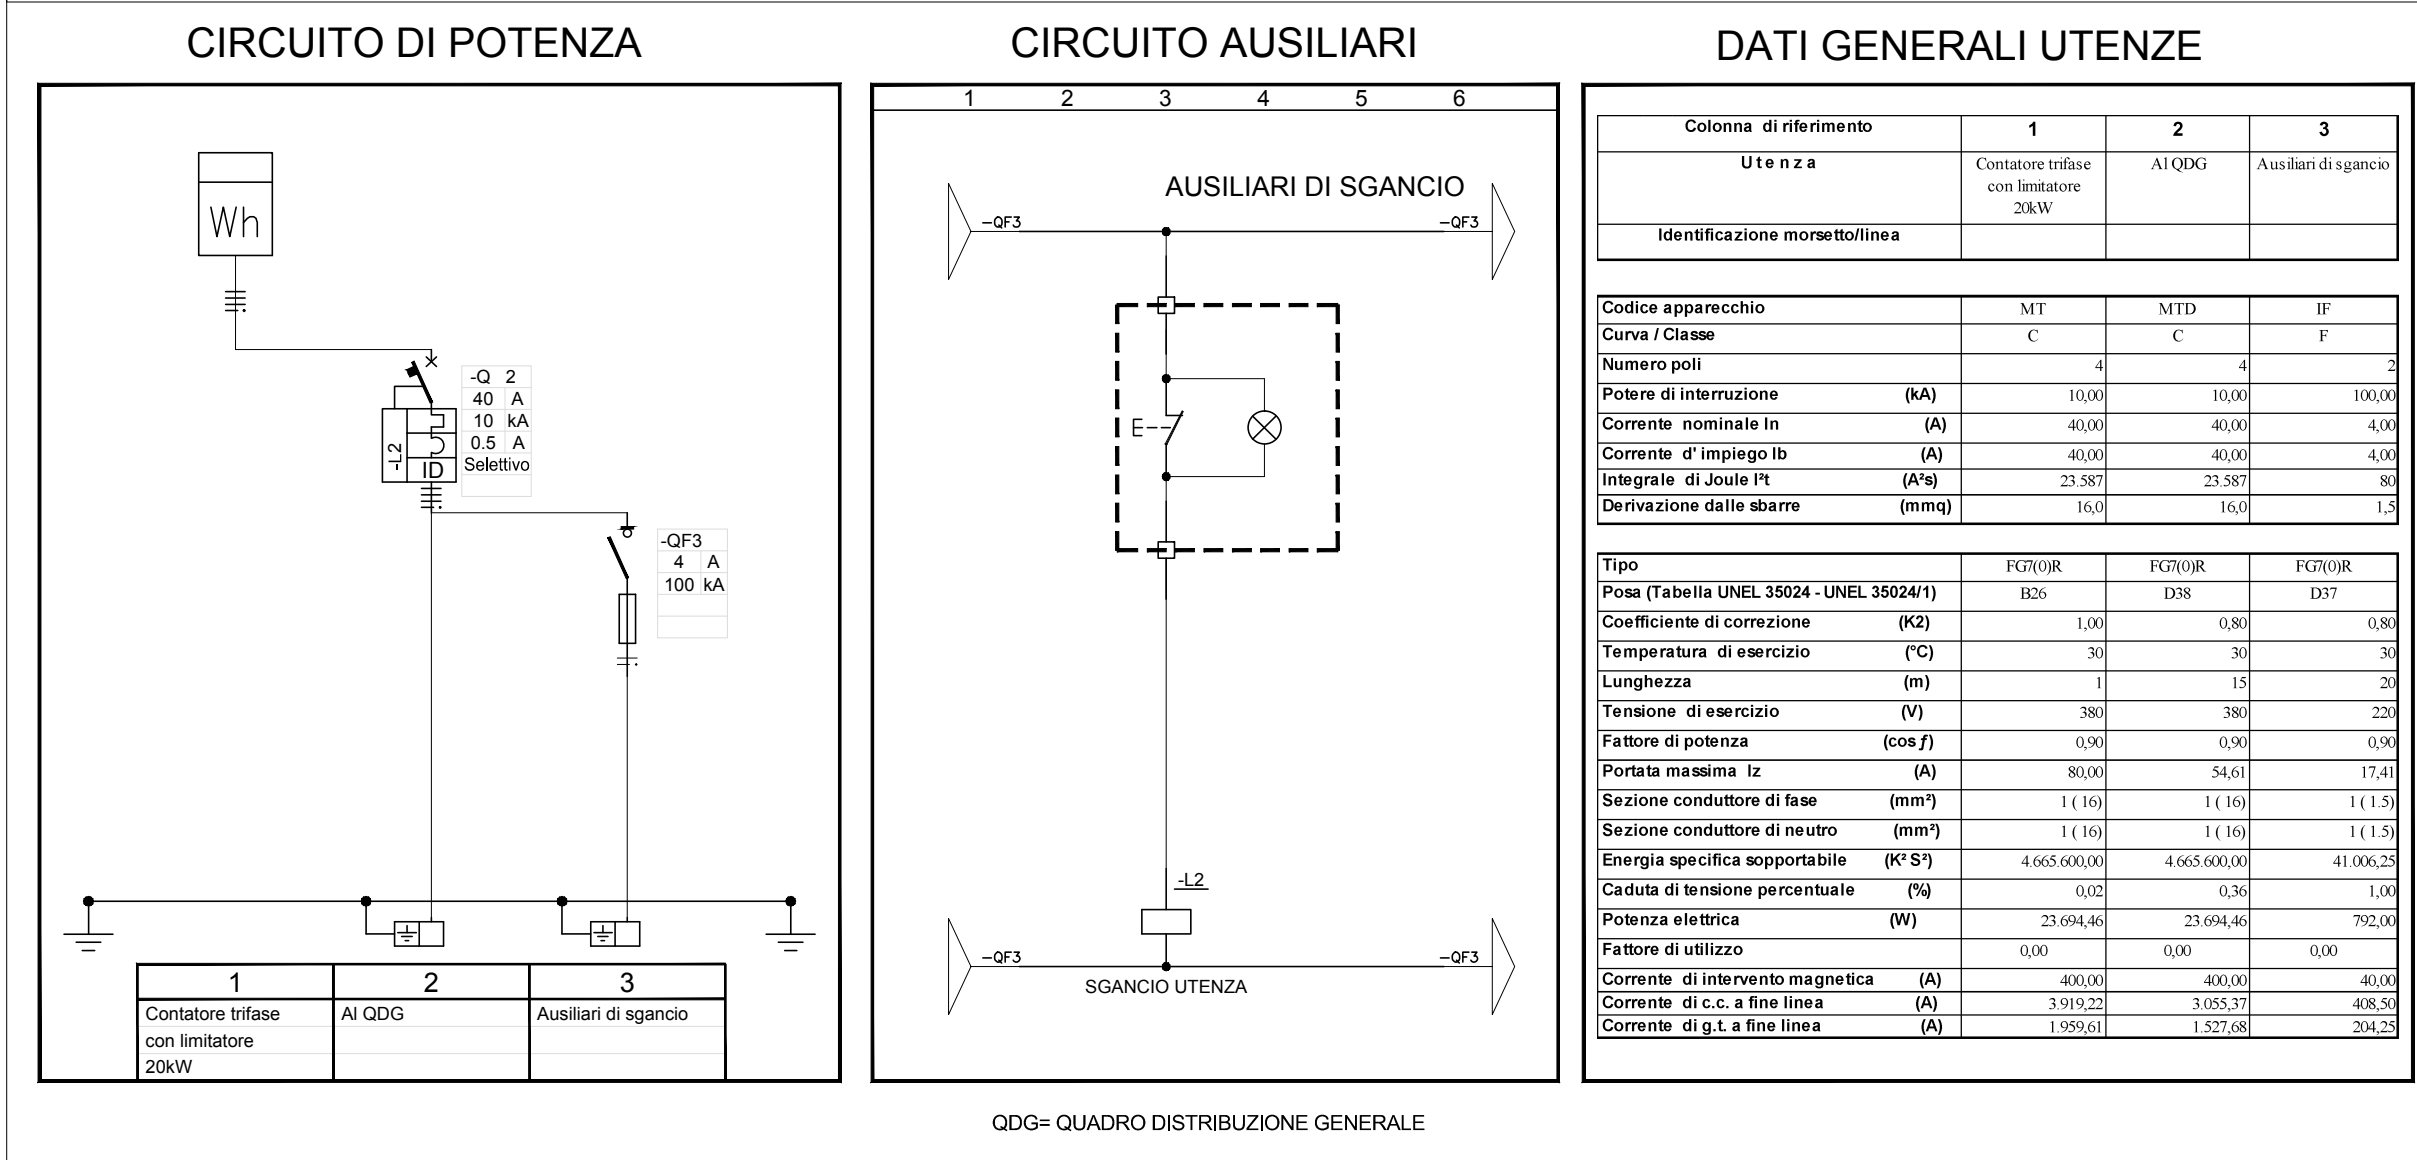 CIRCUITO DI POTENZA
Wh
-Q 2
40 A
10 kA
0.5 A
Selettivo
-L2
ID
-QF3
4 A
100 kA
1 2 3
Contatore trifase Al QDG Ausiliari di sgancio
con limitatore
20kW
CIRCUITO AUSILIARI
1 2 3 4 5 6
AUSILIARI DI SGANCIO
-QF3 -QF3
E
-L2
-QF3 -QF3
SGANCIO UTENZA
DATI GENERALI UTENZE
Colonna di riferimento 1 2 3
Utenza Contatore trifase Al QDG Ausiliari di sgancio
con limitatore
20kW
Identificazione morsetto/linea
Codice apparecchio MT MTD IF
Curva / Classe C C F
Numero poli 4 4 2
Potere di interruzione (kA) 10,00 10,00 100,00
Corrente nominale In (A) 40,00 40,00 4,00
Corrente d' impiego Ib (A) 40,00 40,00 4,00
Integrale di Joule I²t (A²s) 23.587 23.587 80
Derivazione dalle sbarre (mmq) 16,0 16,0 1,5
Tipo FG7(0)R FG7(0)R FG7(0)R
Posa (Tabella UNEL 35024 - UNEL 35024/1) B26 D38 D37
Coefficiente di correzione (K2) 1,00 0,80 0,80
Temperatura di esercizio (°C) 30 30 30
Lunghezza (m) 1 15 20
Tensione di esercizio (V) 380 380 220
Fattore di potenza (cos ƒ) 0,90 0,90 0,90
Portata massima Iz (A) 80,00 54,61 17,41
Sezione conduttore di fase (mm²) 1 ( 16) 1 ( 16) 1 ( 1.5)
Sezione conduttore di neutro (mm²) 1 ( 16) 1 ( 16) 1 ( 1.5)
Energia specifica sopportabile (K² S²) 4.665.600,00 4.665.600,00 41.006,25
Caduta di tensione percentuale (%) 0,02 0,36 1,00
Potenza elettrica (W) 23.694,46 23.694,46 792,00
Fattore di utilizzo 0,00 0,00 0,00
Corrente di intervento magnetica (A) 400,00 400,00 40,00
Corrente di c.c. a fine linea (A) 3.919,22 3.055,37 408,50
Corrente di g.t. a fine linea (A) 1.959,61 1.527,68 204,25
QDG= QUADRO DISTRIBUZIONE GENERALE